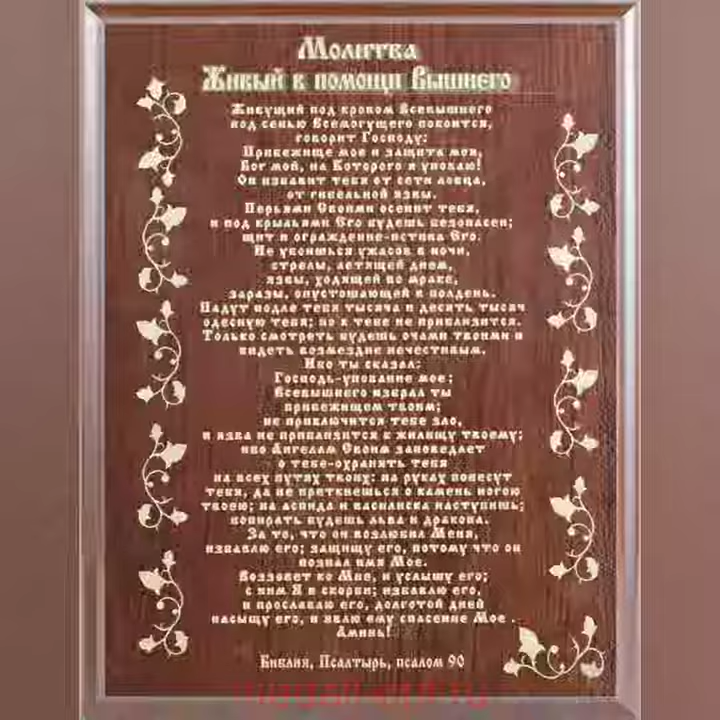 Молитва
Живый в помощи Вышнего
Живущий под кровом Всевышнего
под сенью Всемогущего покоится,
говорит Господу:
Прибежище мое и защита моя,
Бог мой, на Которого я уповаю!
Он избавит тебя от сети ловца,
от гибельной язвы.
Перьями Своими осенит тебя,
и под крыльями Его будешь безопасен;
щит и ограждение-истина Его.
Не убоишься ужасов в ночи,
стрелы, летящей днем,
язвы, ходящей во мраке,
заразы, опустошающей в полдень.
Падут подле тебя тысяча и десять тысяч
одесную тебя; но к тебе не приблизится.
Только смотреть будешь очами твоими и
видеть возмездие нечестивым.
Ибо ты сказал:
Господь-упование мое;
Всевышнего избрал ты
прибежищем твоим;
не приключится тебе зло,
и язва не приблизится к жилищу твоему;
ибо Ангелам Своим заповедает
о тебе-охранять тебя
на всех путях твоих: на руках понесут
тебя, да не преткнешься о камень ногою
твоею; на аспида и василиска наступишь;
попирать будешь льва и дракона.
За то, что он возлюбил Меня,
избавлю его; защищу его, потому что он
познал имя Мое.
Воззовет ко Мне, и услышу его;
с ним Я в скорби; избавлю его,
и прославлю его, долготой дней
насыщу его, и явлю ему спасение Мое .
Аминь!
Библия, Псалтырь, псалом 90